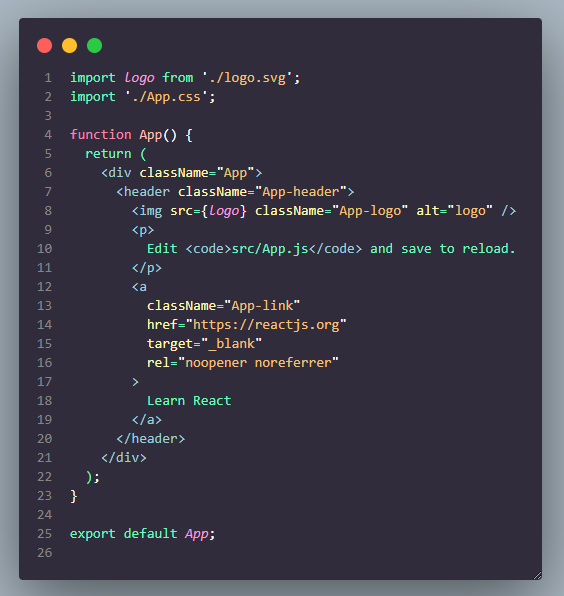 1 import logo from './logo.svg';
2 import './App.css';
3
4 function App() {
5   return (
6     <div className="App">
7       <header className="App-header">
8         <img src={logo} className="App-logo" alt="logo" />
9         <p>
10           Edit <code>src/App.js</code> and save to reload.
11         </p>
12         <a
13           className="App-link"
14           href="https://reactjs.org"
15           target="_blank"
16           rel="noopener noreferrer"
17         >
18           Learn React
19         </a>
20       </header>
21     </div>
22   );
23 }
24
25 export default App;
26